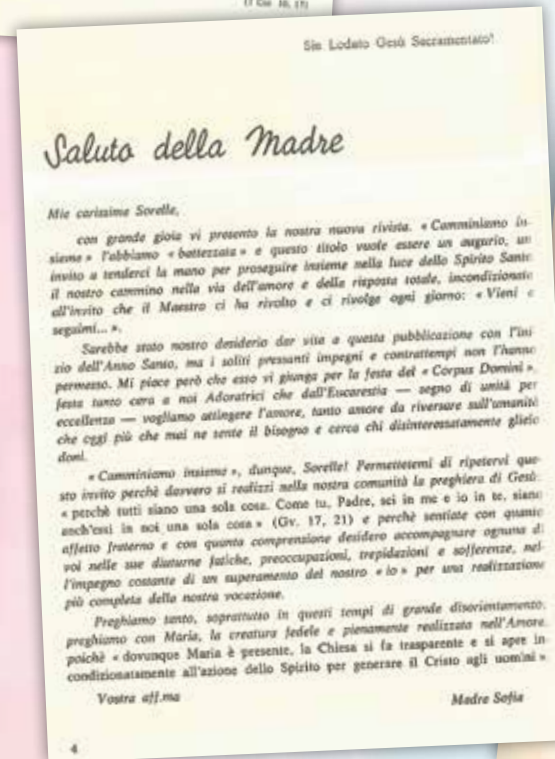 Sia Lodato Gesù Sacramentato!
Saluto della Madre
Mie carissime Sorelle,
con grande gioia vi presento la nostra nuova rivista. « Camminiamo in-
sieme » l'abbiamo « battezzata » e questo titolo vuole essere un augurio, un
invito a tenderci la mano per proseguire insieme nella luce dello Spirito Santo
il nostro cammino nella via dell'amore e della risposta totale, incondizionata
all'invito che il Maestro ci ha rivolto e ci rivolge ogni giorno: « Vieni e
seguimi... ».
Sarebbe stato nostro desiderio dar vita a questa pubblicazione con l'ini
zio dell'Anno Santo, ma i soliti pressanti impegni e contrattempi non l'hanno
permesso. Mi piace però che esso vi giunga per la festa del « Corpus Domini »,
festa tanto cara a noi Adoratrici che dall'Eucarestia — segno di unità per
eccellenza — vogliamo attingere l'amore, tanto amore da riversare sull'umanità
che oggi più che mai ne sente il bisogno e cerca chi disinteressatamente glielo
doni.
« Camminiamo insieme », dunque, Sorelle! Permettetemi di ripetervi que-
sto invito perchè davvero si realizzi nella nostra comunità la preghiera di Gesù:
« perchè tutti siano una sola cosa. Come tu, Padre, sei in me e io in te, siano
anch'essi in noi una sola cosa » (Gv. 17, 21) e perchè sentiate con quanto
affetto fraterno e con quanta comprensione desidero accompagnare ognuna di
voi nelle sue diuturne fatiche, preoccupazioni, trepidazioni e sofferenze, nel-
l'impegno costante di un superamento del nostro « io » per una realizzazione
più completa della nostra vocazione.
Preghiamo tanto, soprattutto in questi tempi di grande disorientamento,
preghiamo con Maria, la creatura fedele e pienamente realizzata nell'Amore
poichè « dovunque Maria è presente, la Chiesa si fa trasparente e si apre in
condizionatamente all'azione dello Spirito per generare il Cristo agli uomini »
Vostra aff.ma
Madre Sofia
4